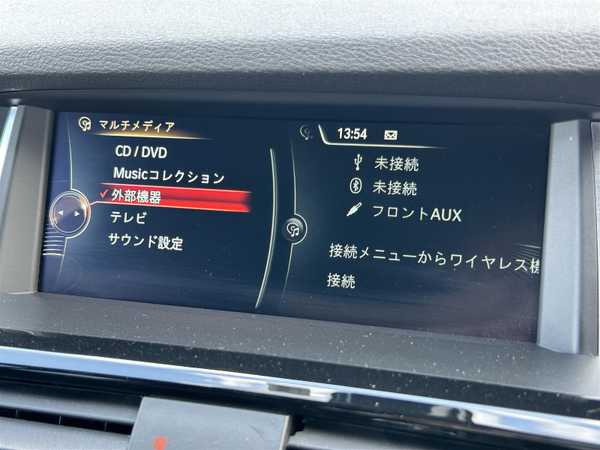 マルチメディア
CD / DVD
Musicコレクション
外部機器
テレビ
サウンド設定
13:54
未接続
未接続
フロントAUX
接続メニューからワイヤレス機
接続